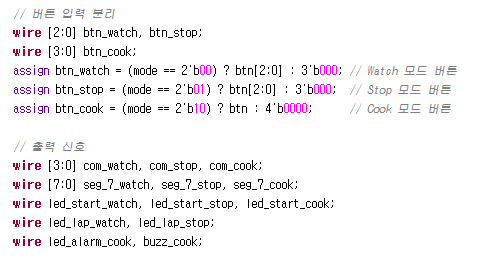 // 버튼 입력 분리
wire [2:0] btn_watch, btn_stop;
wire [3:0] btn_cook;
assign btn_watch = (mode == 2'b00) ? btn[2:0] : 3'b000; // Watch 모드 버튼
assign btn_stop = (mode == 2'b01) ? btn[2:0] : 3'b000; // Stop 모드 버튼
assign btn_cook = (mode == 2'b10) ? btn : 4'b0000; // Cook 모드 버튼
// 출력 신호
wire [3:0] com_watch, com_stop, com_cook;
wire [7:0] seg_7_watch, seg_7_stop, seg_7_cook;
wire led_start_watch, led_start_stop, led_start_cook;
wire led_lap_watch, led_lap_stop;
wire led_alarm_cook, buzz_cook;